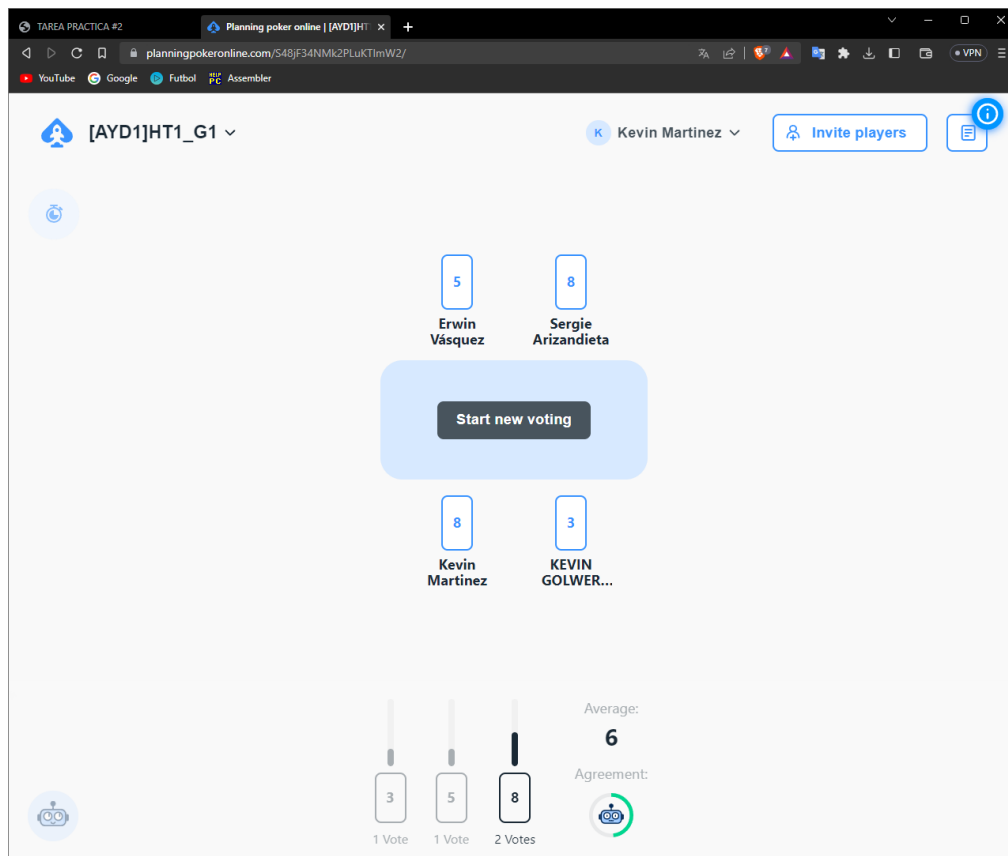 TAREA PRACTICA #2
Planning poker online | [AYD1]HT
planningpokeronline.com/S48jF34NMk2PLuKTImW2/
VPN
YouTube
Google
Futbol
HELP PC
Assembler
[AYD1]HT1_G1
K
Kevin Martinez
Invite players
5
8
Erwin
Vásquez
Sergie
Arizandieta
Start new voting
8
3
Kevin
Martinez
KEVIN
GOLWER...
Average:
6
Agreement:
3
5
8
1 Vote
1 Vote
2 Votes